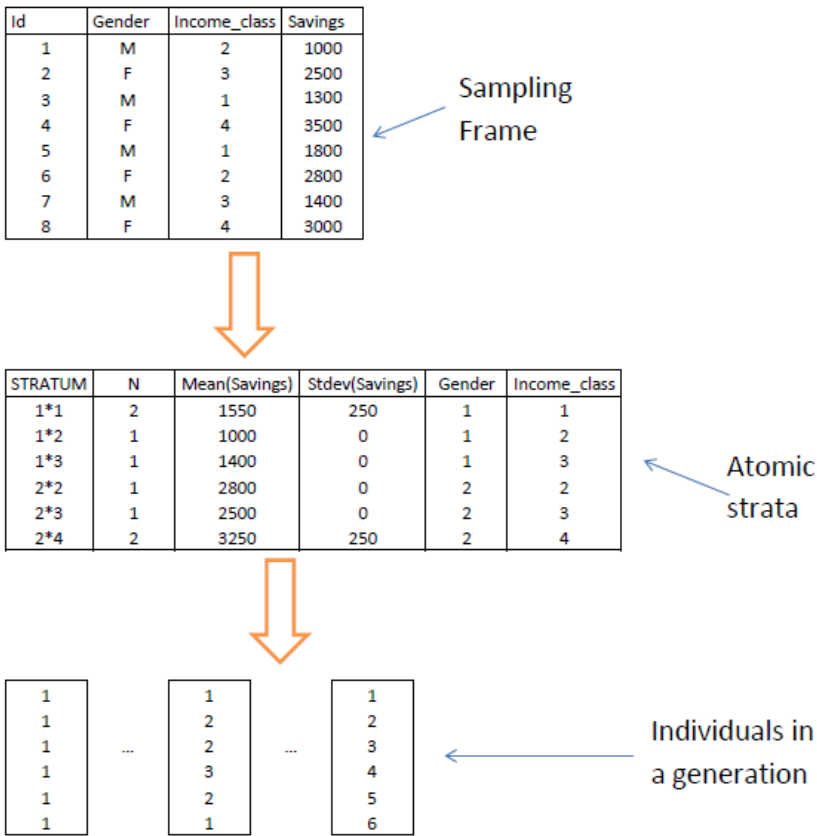 Id Gender Income_class Savings
1 M 2 1000
2 F 3 2500
3 M 1 1300
4 F 4 3500
5 M 1 1800
6 F 2 2800
7 M 3 1400
8 F 4 3000
Sampling
Frame
STRATUM N Mean(Savings) Stdev(Savings) Gender Income_class
1*1 2 1550 250 1 1
1*2 1 1000 0 1 2
1*3 1 1400 0 1 3
2*2 1 2800 0 2 2
2*3 1 2500 0 2 3
2*4 2 3250 250 2 4
Atomic
strata
1 1 1
1 2 2
1 ... 2 ... 3
1 3 4
1 2 5
1 1 6
Individuals in
a generation